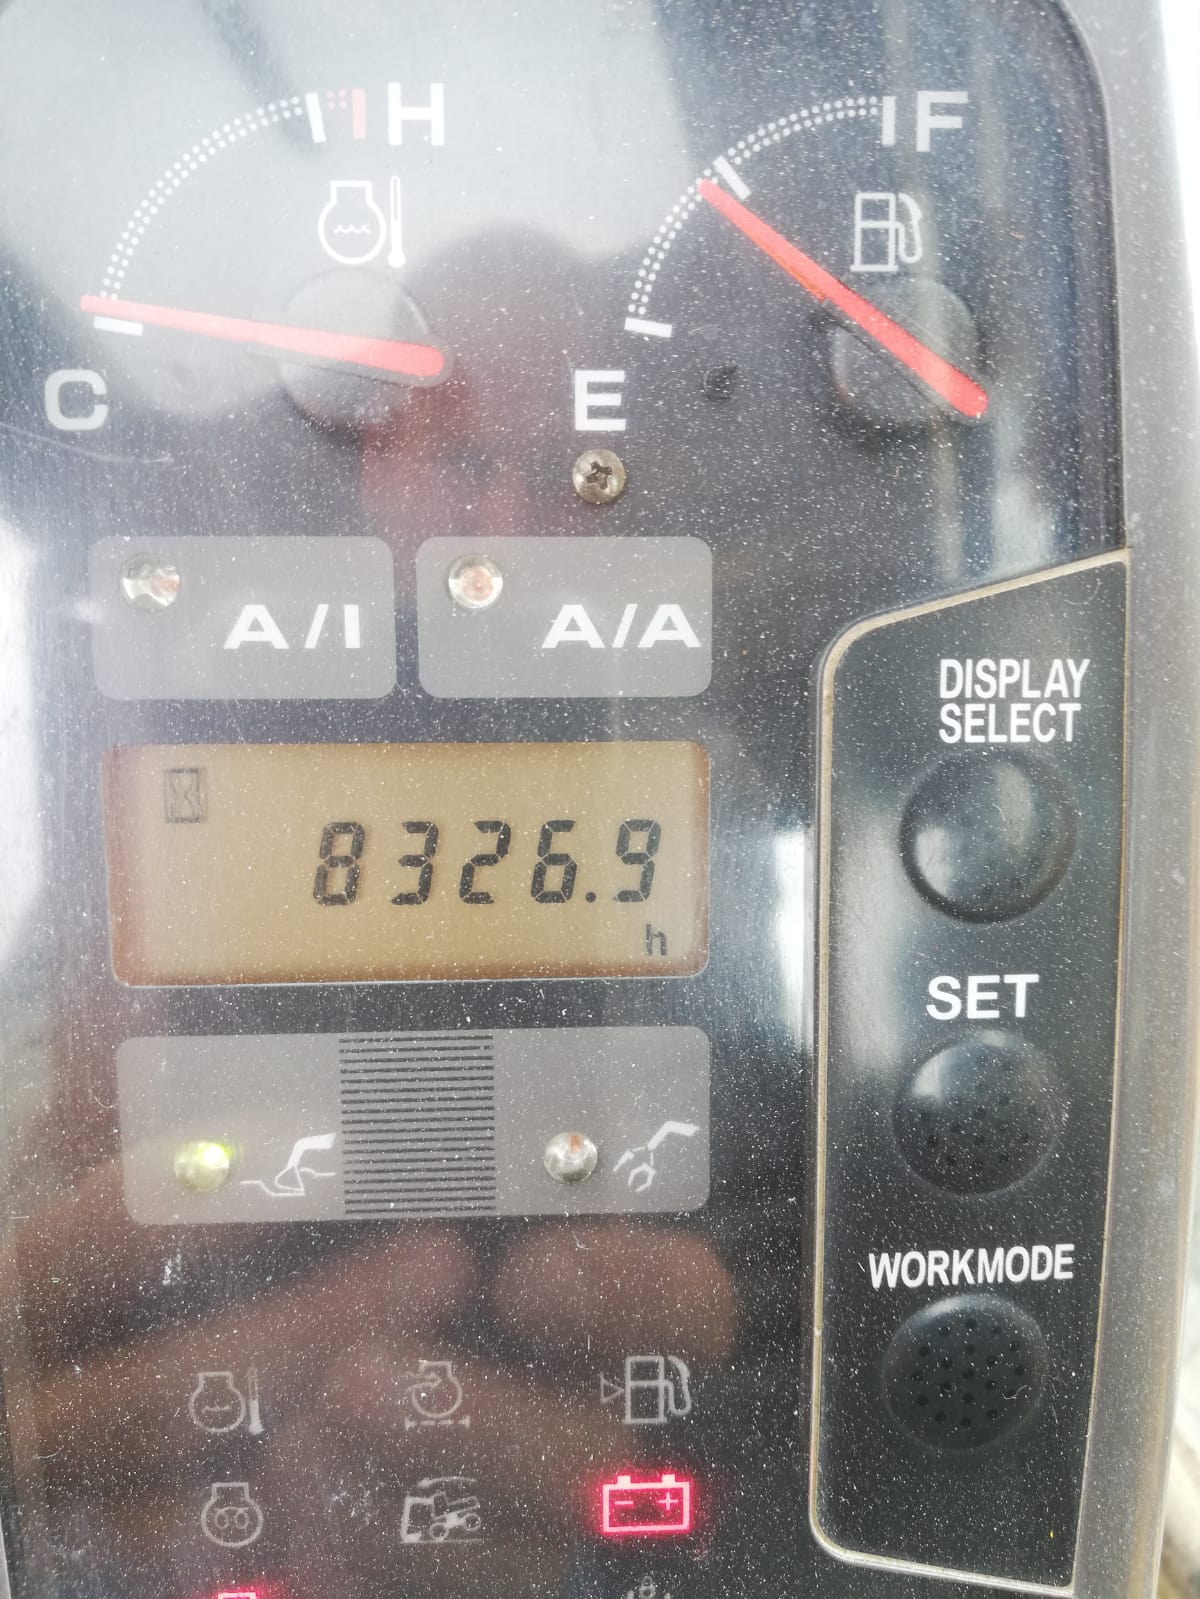 H
F
C
E
A/I
A/A
DISPLAY
SELECT
8326.9
h
SET
WORKMODE